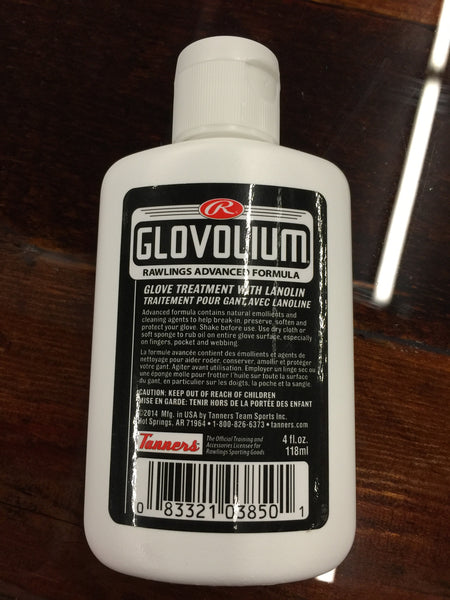 R
GLOVOLIUM
RAWLINGS ADVANCED FORMULA
GLOVE TREATMENT WITH LANOLIN
TRAITEMENT POUR GANT, AVEC LANOLINE
Advanced formula contains natural emollients and
cleaning agents to help break-in, preserve, soften and
protect your glove. Shake before use. Use dry cloth or
soft sponge to rub oil on entire glove surface, especially
on fingers, pocket and webbing.
La formule avancée contient des émollients et agents de
nettoyage pour aider roder, conserver, amollir et protéger
votre gant. Agiter avant utilisation. Employer un linge sec ou
une éponge molle pour frotter l'huile sur toute la surface
du gant, en particulier sur les doigts, la poche et la sangle.
CAUTION: KEEP OUT OF REACH OF CHILDREN
MISE EN GARDE: TENIR HORS DE LA PORTÉE DES ENFANT
©2014 Mfg. in USA by Tanners Team Sports Inc.
Hot Springs, AR 71964 • 1-800-826-6373 • tanners.com
Tanners
The Official Training and
Accessories Licensee for
Rawlings Sporting Goods
4 fl. oz.
118ml
0 83321 03850 1